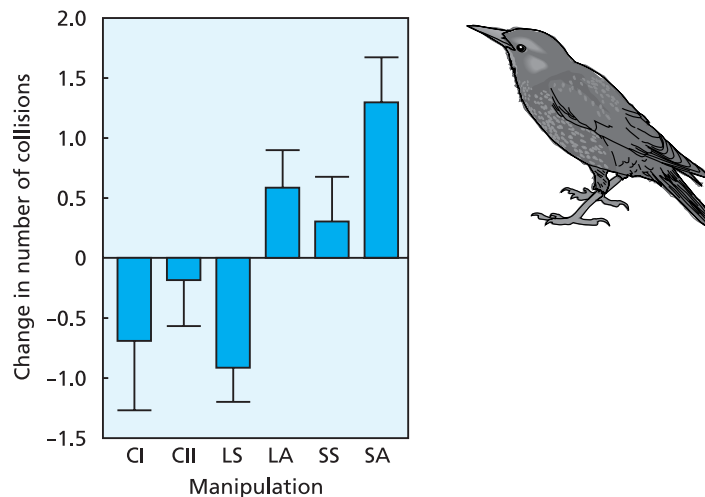 2.0
1.5
1.0
0.5
0
–0.5
–1.0
–1.5
Change in number of collisions
CI CII LS LA SS SA
Manipulation